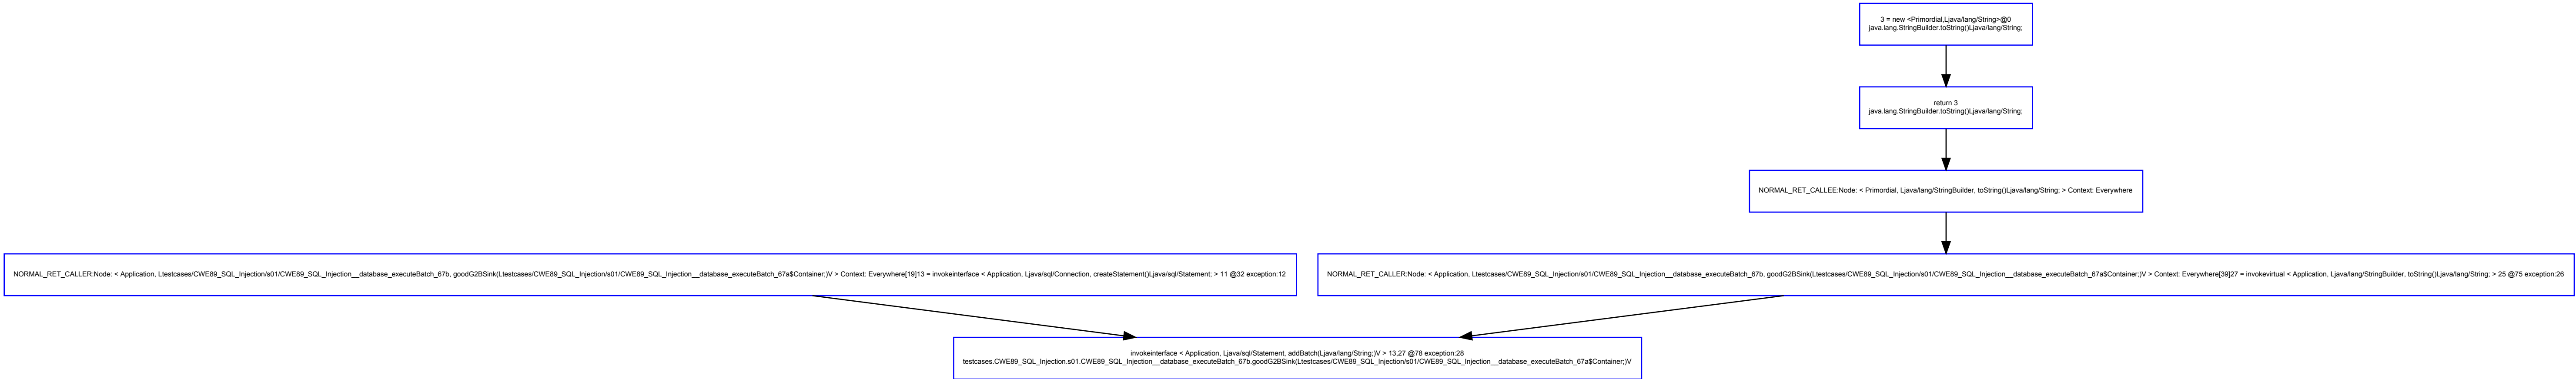 3 = new <Primordial,Ljava/lang/String>@0
java.lang.StringBuilder.toString()Ljava/lang/String;
return 3
java.lang.StringBuilder.toString()Ljava/lang/String;
NORMAL_RET_CALLEE:Node: < Primordial, Ljava/lang/StringBuilder, toString()Ljava/lang/String; > Context: Everywhere
NORMAL_RET_CALLER:Node: < Application, Ltestcases/CWE89_SQL_Injection/s01/CWE89_SQL_Injection__database_executeBatch_67b, goodG2BSink(Ltestcases/CWE89_SQL_Injection/s01/CWE89_SQL_Injection__database_executeBatch_67a$Container;)V > Context: Everywhere[19]13 = invokeinterface < Application, Ljava/sql/Connection, createStatement()Ljava/sql/Statement; > 11 @32 exception:12
NORMAL_RET_CALLER:Node: < Application, Ltestcases/CWE89_SQL_Injection/s01/CWE89_SQL_Injection__database_executeBatch_67b, goodG2BSink(Ltestcases/CWE89_SQL_Injection/s01/CWE89_SQL_Injection__database_executeBatch_67a$Container;)V > Context: Everywhere[39]27 = invokevirtual < Application, Ljava/lang/StringBuilder, toString()Ljava/lang/String; > 25 @75 exception:26
invokeinterface < Application, Ljava/sql/Statement, addBatch(Ljava/lang/String;)V > 13,27 @78 exception:28
testcases.CWE89_SQL_Injection.s01.CWE89_SQL_Injection__database_executeBatch_67b.goodG2BSink(Ltestcases/CWE89_SQL_Injection/s01/CWE89_SQL_Injection__database_executeBatch_67a$Container;)V